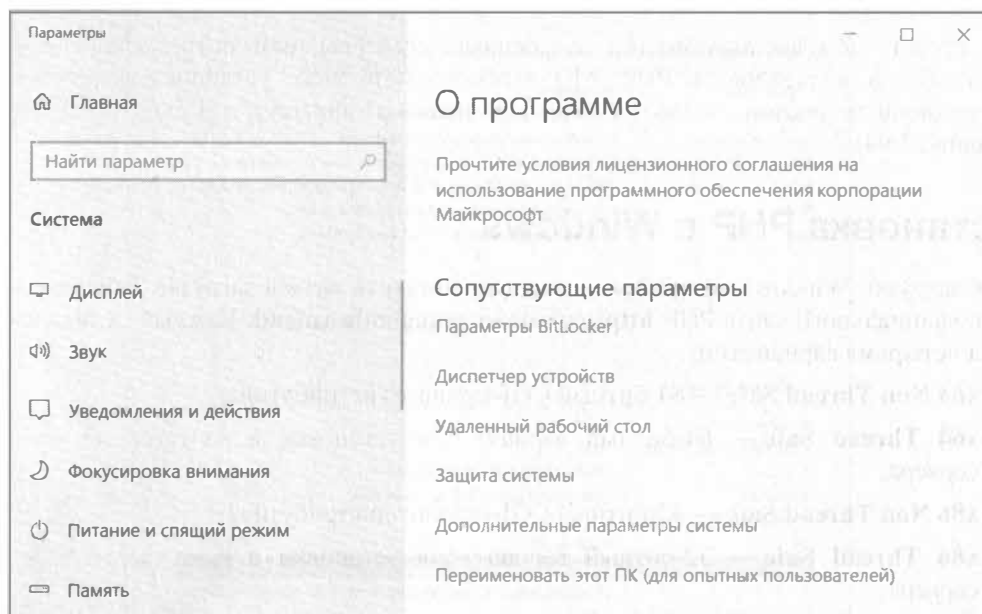 Параметры
Главная
Найти параметр
Система
Дисплей
Звук
Уведомления и действия
Фокусировка внимания
Питание и спящий режим
Память
О программе
Прочтите условия лицензионного соглашения на
использование программного обеспечения корпорации
Майкрософт
Сопутствующие параметры
Параметры BitLocker
Диспетчер устройств
Удаленный рабочий стол
Защита системы
Дополнительные параметры системы
Переименовать этот ПК (для опытных пользователей)